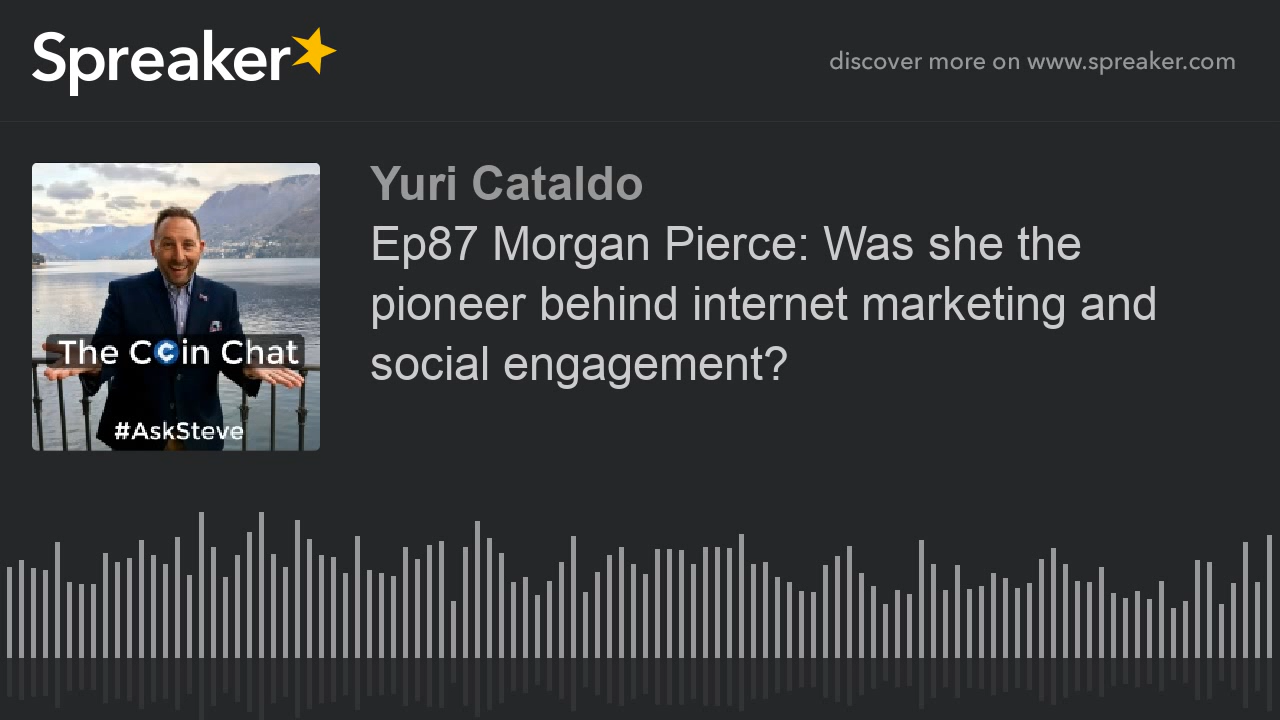 Spreaker
discover more on www.spreaker.com
Yuri Cataldo
Ep87 Morgan Pierce: Was she the
pioneer behind internet marketing and
social engagement?
The Coin Chat
#AskSteve